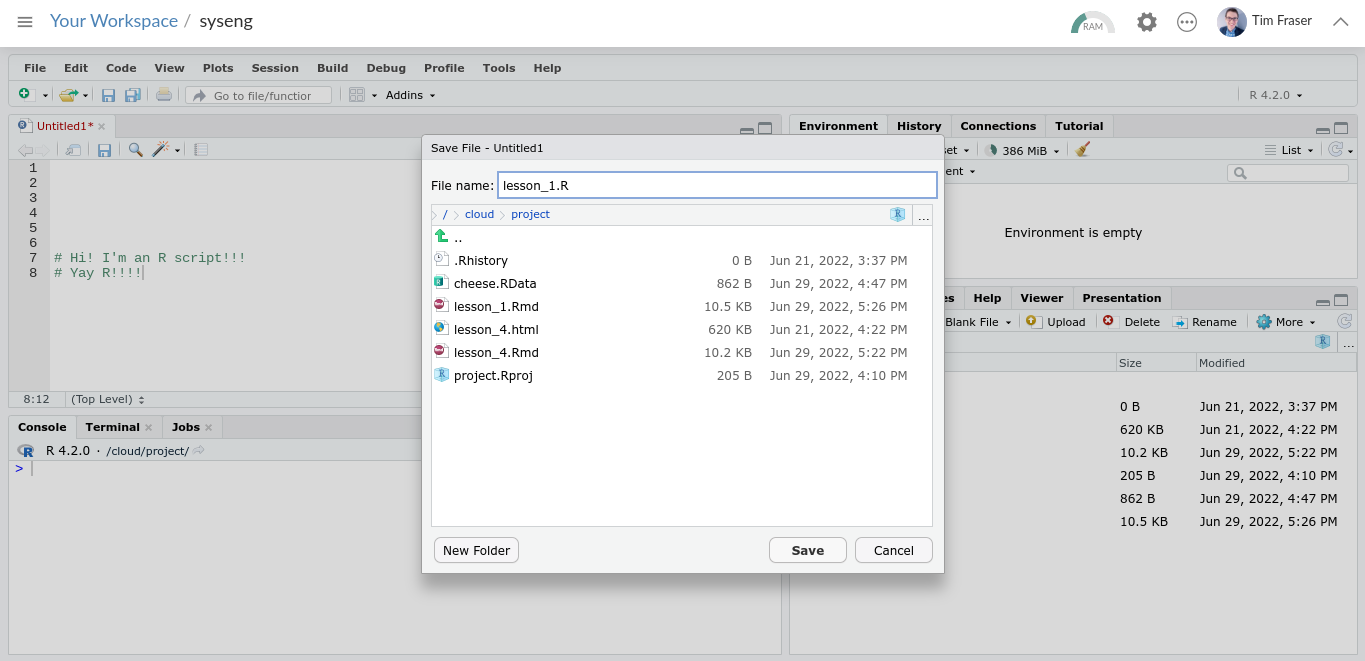 Your Workspace / syseng
RAM
Tim Fraser
File Edit Code View Plots Session Build Debug Profile Tools Help
Go to file/function
Addins
R 4.2.0
Untitled1*
1
2
3
4
5
6
7 # Hi! I'm an R script!!!
8 # Yay R!!!!
8:12 (Top Level)
Console Terminal Jobs
R 4.2.0 · /cloud/project/
>
Save File - Untitled1
File name: lesson_1.R
/ cloud project
...
..
.Rhistory 0 B Jun 21, 2022, 3:37 PM
cheese.RData 862 B Jun 29, 2022, 4:47 PM
lesson_1.Rmd 10.5 KB Jun 29, 2022, 5:26 PM
lesson_4.html 620 KB Jun 21, 2022, 4:22 PM
lesson_4.Rmd 10.2 KB Jun 29, 2022, 5:22 PM
project.Rproj 205 B Jun 29, 2022, 4:10 PM
New Folder Save Cancel
Environment History Connections Tutorial
set 386 MiB List
ent
Environment is empty
es Help Viewer Presentation
Blank File Upload Delete Rename More
...
Size Modified
0 B Jun 21, 2022, 3:37 PM
620 KB Jun 21, 2022, 4:22 PM
10.2 KB Jun 29, 2022, 5:22 PM
205 B Jun 29, 2022, 4:10 PM
862 B Jun 29, 2022, 4:47 PM
10.5 KB Jun 29, 2022, 5:26 PM